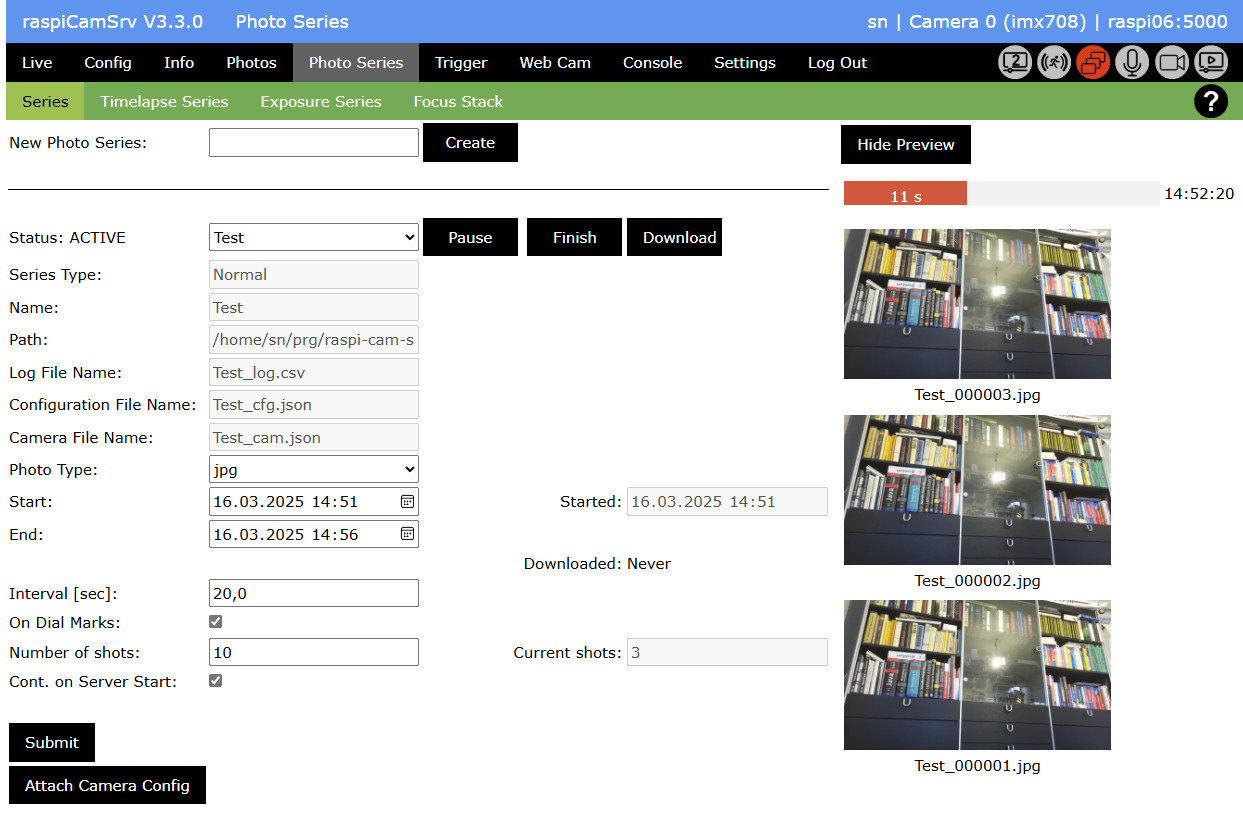 raspiCamSrv V3.3.0 Photo Series sn | Camera 0 (imx708) | raspi06:5000
Live Config Info Photos Photo Series Trigger Web Cam Console Settings Log Out 2
Series Timelapse Series Exposure Series Focus Stack ?
New Photo Series: Create Hide Preview
11 s 14:52:20
Status: ACTIVE Test Pause Finish Download
Series Type: Normal
Name: Test
Path: /home/sn/prg/raspi-cam-s
Log File Name: Test_log.csv
Test_000003.jpg
Configuration File Name: Test_cfg.json
Camera File Name: Test_cam.json
Photo Type: jpg
Start: 16.03.2025 14:51 Started: 16.03.2025 14:51
End: 16.03.2025 14:56
Downloaded: Never
Test_000002.jpg
Interval [sec]: 20,0
On Dial Marks:
Number of shots: 10 Current shots: 3
Cont. on Server Start:
Submit
Test_000001.jpg
Attach Camera Config